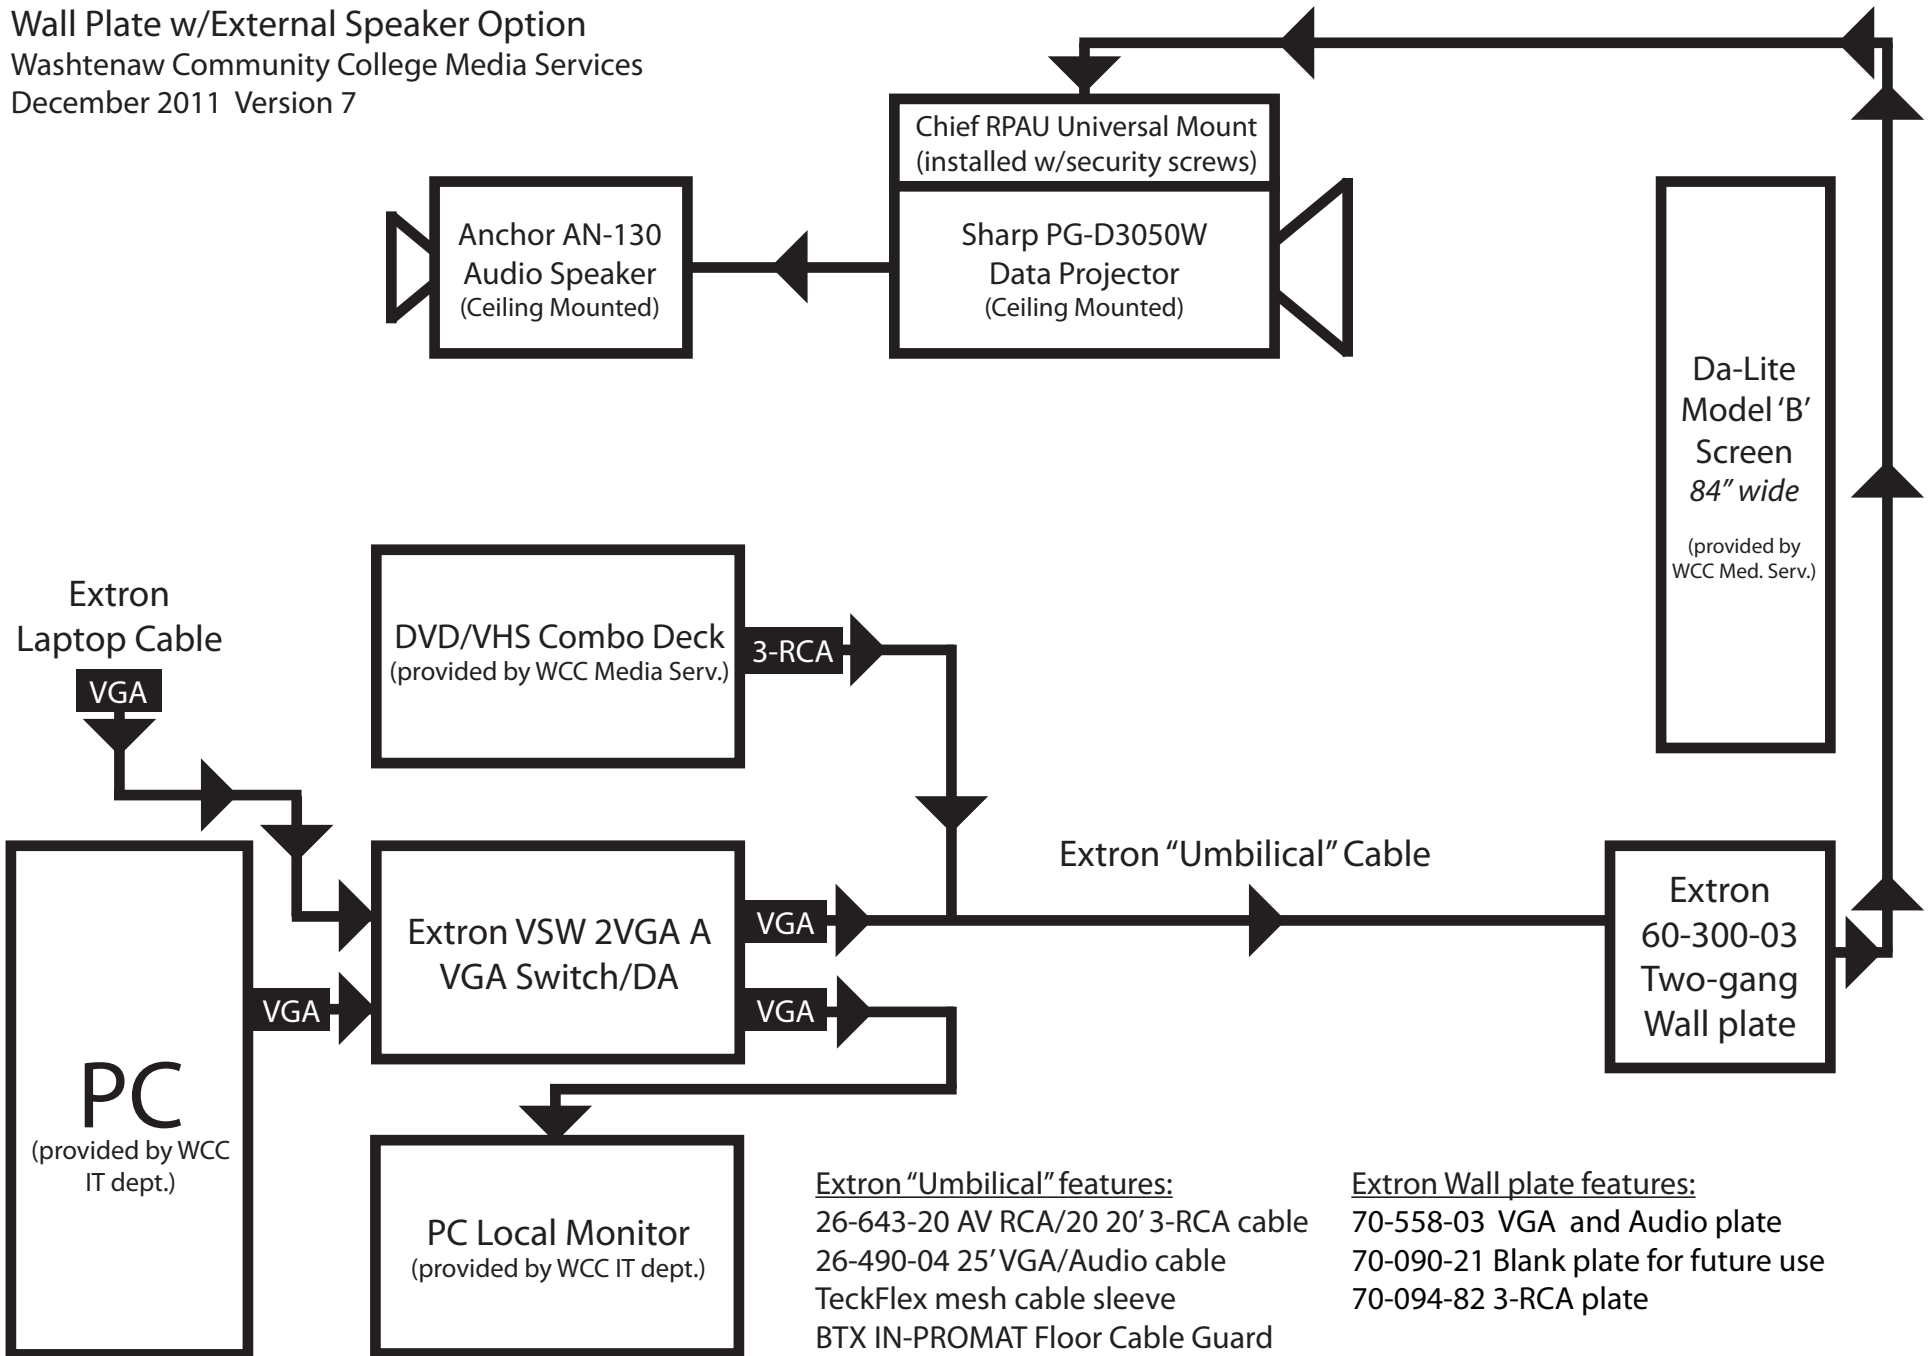 Wall Plate w/External Speaker Option
Washtenaw Community College Media Services
December 2011 Version 7
Chief RPAU Universal Mount
(installed w/security screws)
Anchor AN-130
Audio Speaker
(Ceiling Mounted)
Sharp PG-D3050W
Data Projector
(Ceiling Mounted)
Da-Lite
Model ‘B’
Screen
84” wide
(provided by
WCC Med. Serv.)
Extron
Laptop Cable
VGA
DVD/VHS Combo Deck
(provided by WCC Media Serv.)
3-RCA
Extron “Umbilical” Cable
Extron VSW 2VGA A
VGA Switch/DA
VGA
VGA
VGA
Extron
60-300-03
Two-gang
Wall plate
PC
(provided by WCC
IT dept.)
PC Local Monitor
(provided by WCC IT dept.)
Extron “Umbilical” features:
26-643-20 AV RCA/20 20’ 3-RCA cable
26-490-04 25’ VGA/Audio cable
TeckFlex mesh cable sleeve
BTX IN-PROMAT Floor Cable Guard
Extron Wall plate features:
70-558-03 VGA and Audio plate
70-090-21 Blank plate for future use
70-094-82 3-RCA plate